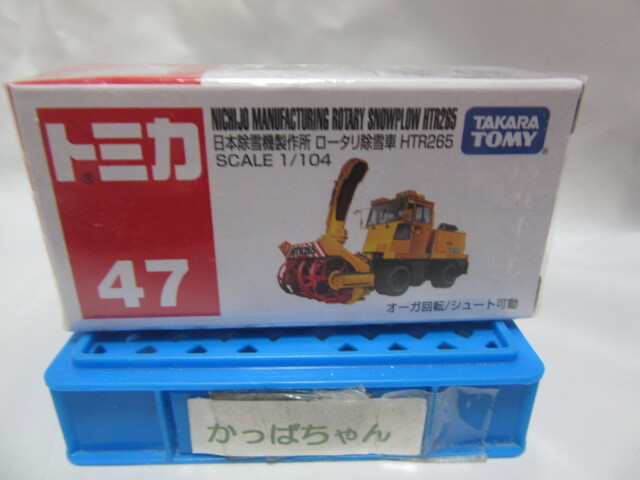 トミカ®
47
NICHIJO MANUFACTURING ROTARY SNOWPLOW HTR265
日本除雪機製作所 ロータリ除雪車 HTR265
SCALE 1/104
TAKARA
TOMY
HTR265
オーガ回転/シュート可動
かっぱちゃん